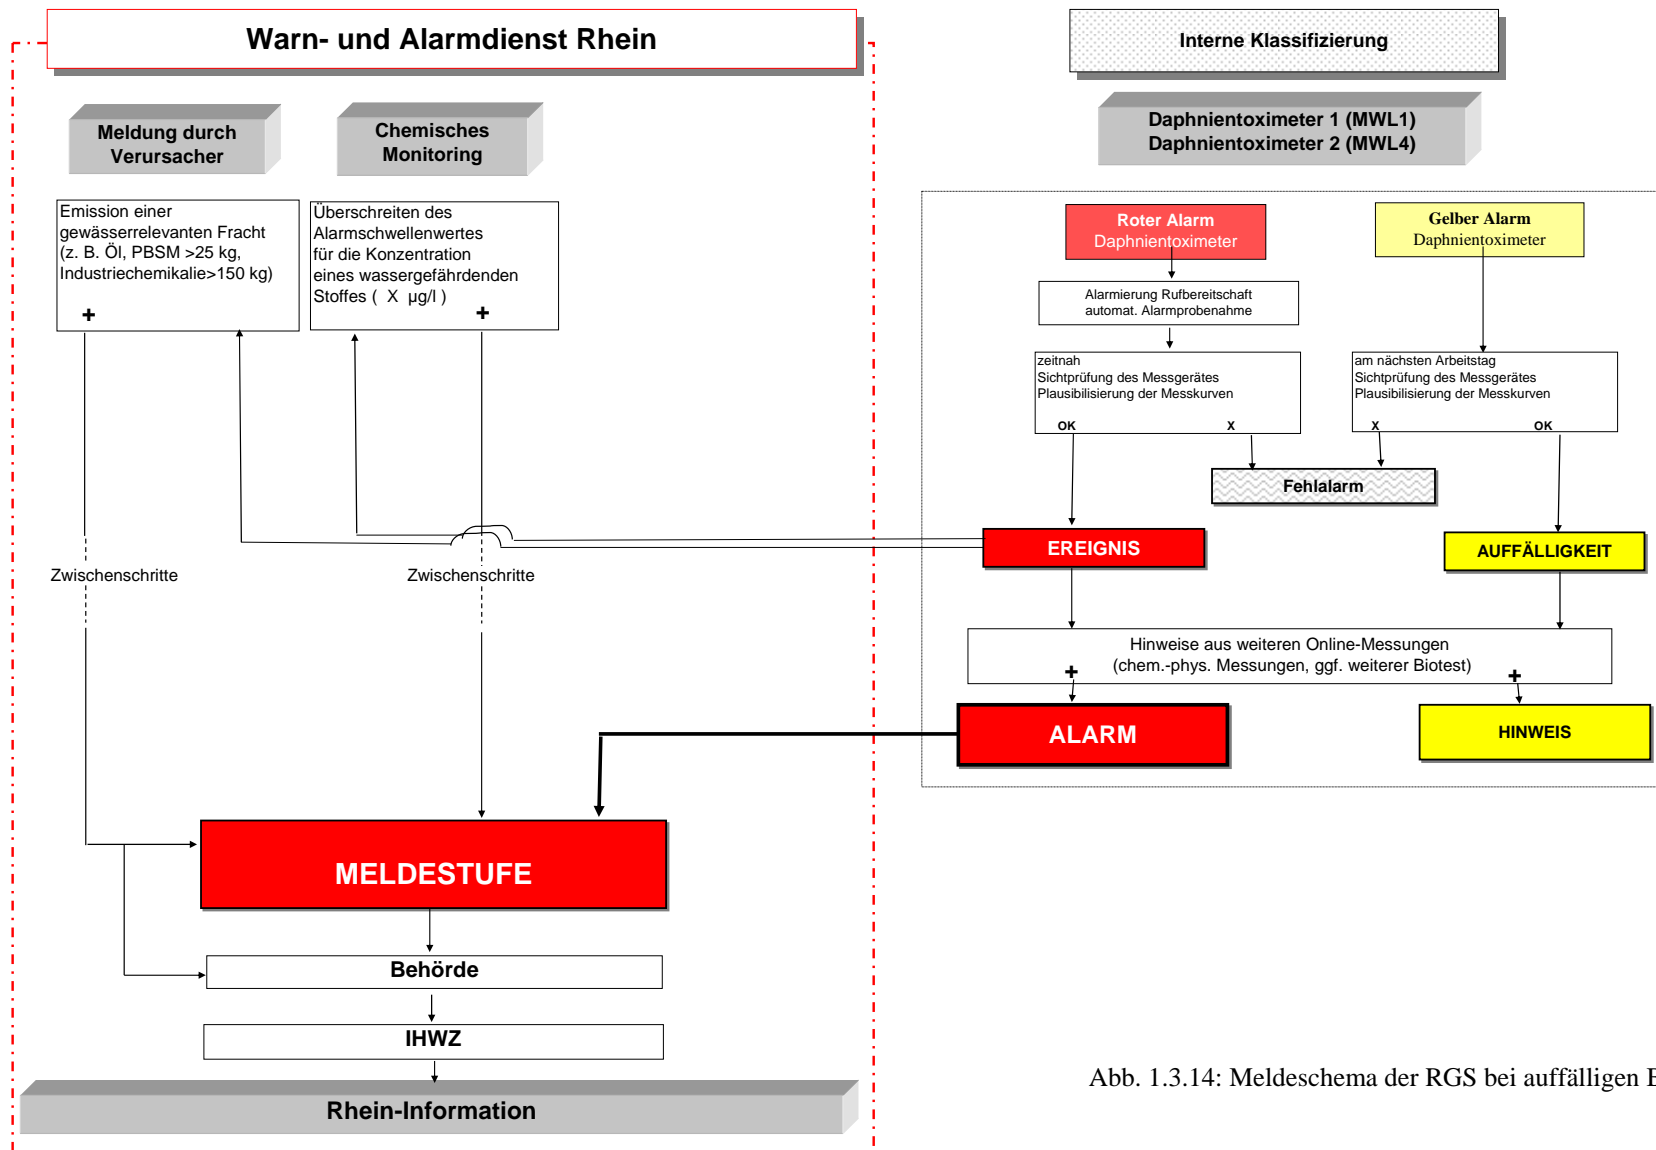 Warn- und Alarmdienst Rhein
Meldung durch
Verursacher
Chemisches
Monitoring
Emission einer
gewässerrelevanten Fracht
(z. B. Öl, PBSM >25 kg,
Industriechemikalie>150 kg)
+
Überschreiten des
Alarmschwellenwertes
für die Konzentration
eines wassergefährdenden
Stoffes ( X µg/l )
+
Zwischenschritte
Zwischenschritte
MELDESTUFE
Behörde
IHWZ
Rhein-Information
Interne Klassifizierung
Daphnientoximeter 1 (MWL1)
Daphnientoximeter 2 (MWL4)
Roter Alarm
Daphnientoximeter
Gelber Alarm
Daphnientoximeter
Alarmierung Rufbereitschaft
automat. Alarmprobenahme
zeitnah
Sichtprüfung des Messgerätes
Plausibilisierung der Messkurven
OK X
am nächsten Arbeitstag
Sichtprüfung des Messgerätes
Plausibilisierung der Messkurven
X OK
Fehlalarm
EREIGNIS
AUFFÄLLIGKEIT
Hinweise aus weiteren Online-Messungen
(chem.-phys. Messungen, ggf. weiterer Biotest)
+ +
ALARM
HINWEIS
Abb. 1.3.14: Meldeschema der RGS bei auffälligen